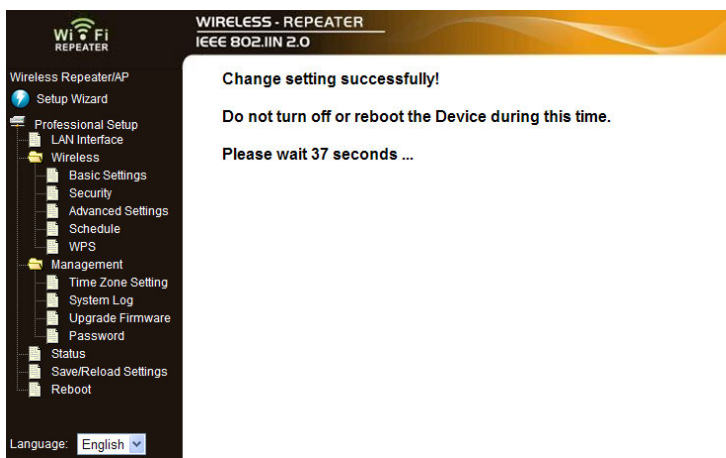 Wi Fi
REPEATER
WIRELESS - REPEATER
IEEE 802.11N 2.0
Wireless Repeater/AP
Setup Wizard
Professional Setup
LAN Interface
Wireless
Basic Settings
Security
Advanced Settings
Schedule
WPS
Management
Time Zone Setting
System Log
Upgrade Firmware
Password
Status
Save/Reload Settings
Reboot
Language: English
Change setting successfully!
Do not turn off or reboot the Device during this time.
Please wait 37 seconds ...